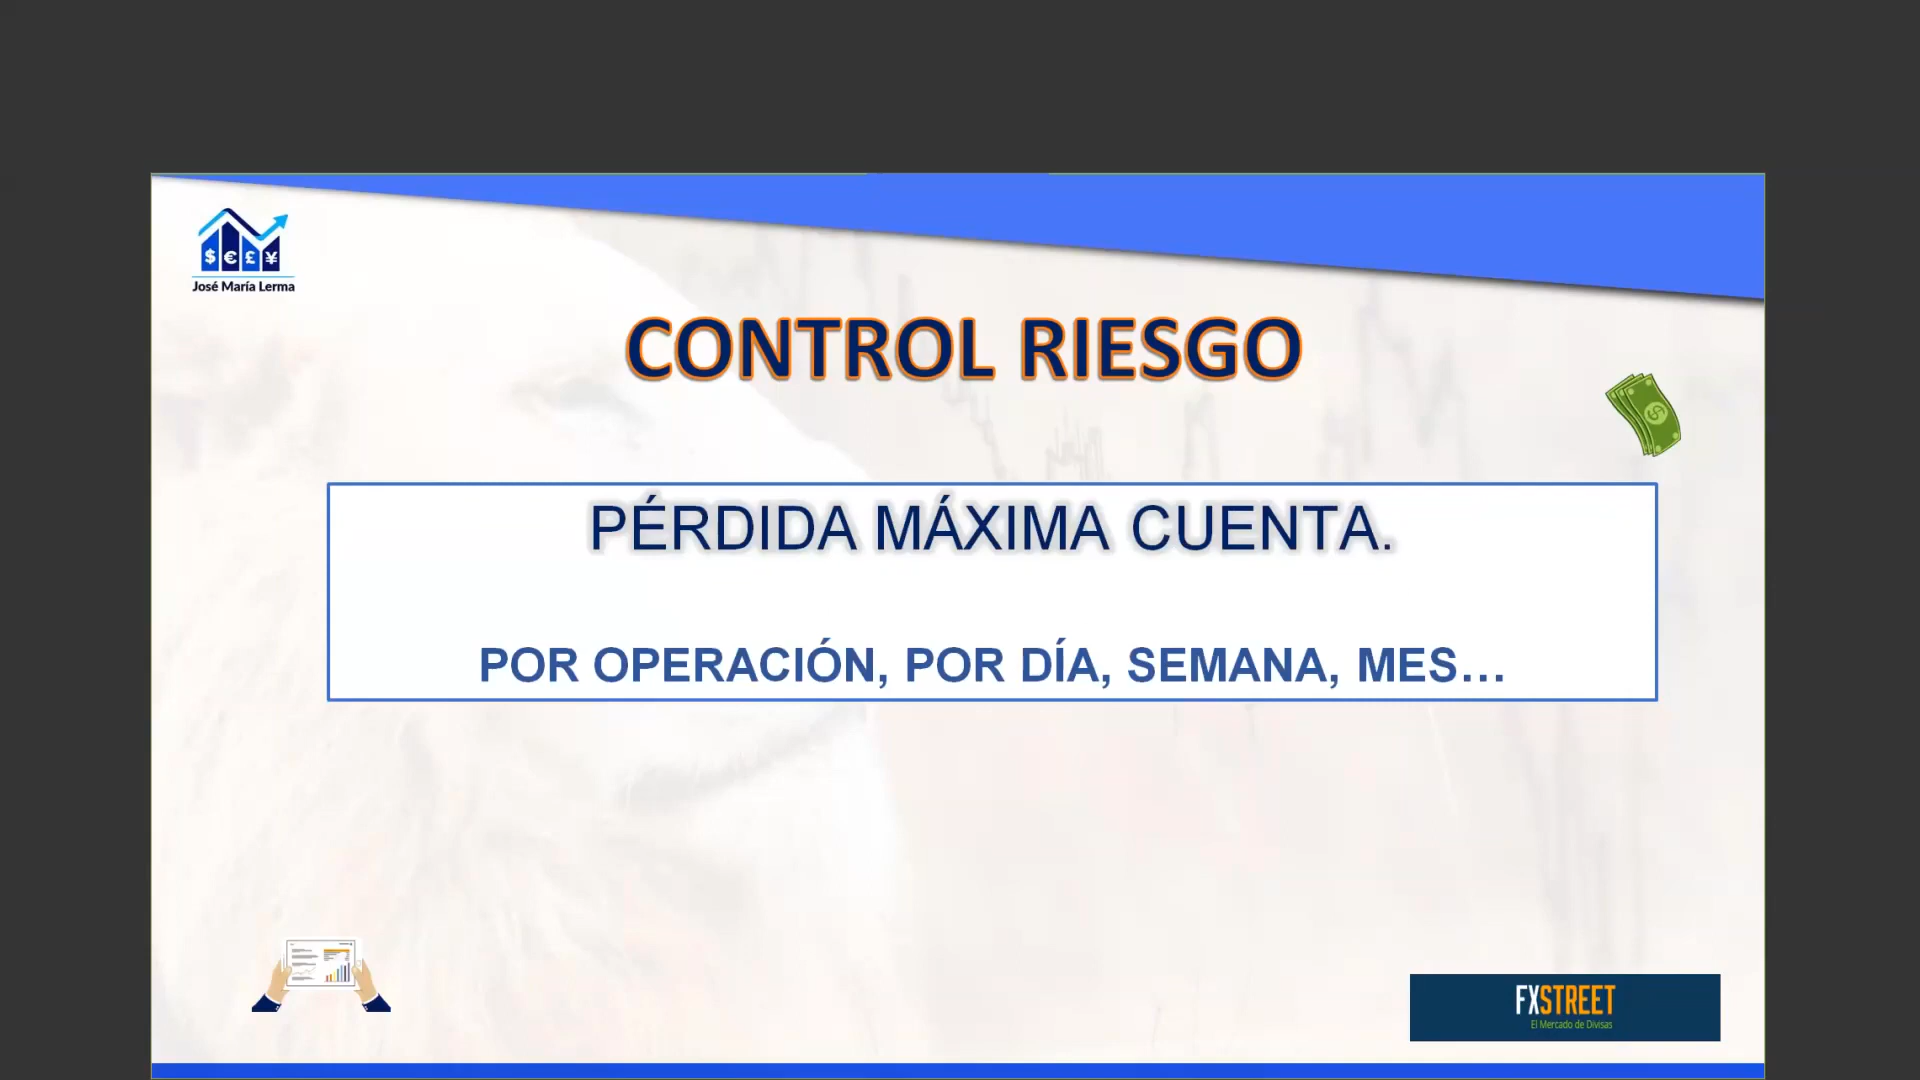 $ € £ ¥
José María Lerma
CONTROL RIESGO
PÉRDIDA MÁXIMA CUENTA.
POR OPERACIÓN, POR DÍA, SEMANA, MES...
FXSTREET
El Mercado de Divisas